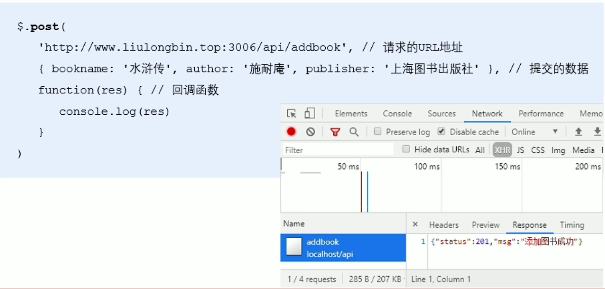 $.post(
'http://www.liulongbin.top:3006/api/addbook', // 请求的URL地址
{ bookname: '水浒传', author: '施耐庵', publisher: '上海图书出版社' }, // 提交的数据
function(res) { // 回调函数
console.log(res)
}
)
Elements Console Sources Network Performance Memory
Preserve log Disable cache Online
Filter Hide data URLs All XHR JS CSS Img Media
50 ms 100 ms 150 ms 200 ms
Name × Headers Preview Response Timing
addbook
localhost/api
1 {"status":201,"msg":"添加图书成功"}
1 / 4 requests 285 B / 207 KB Line 1, Column 1